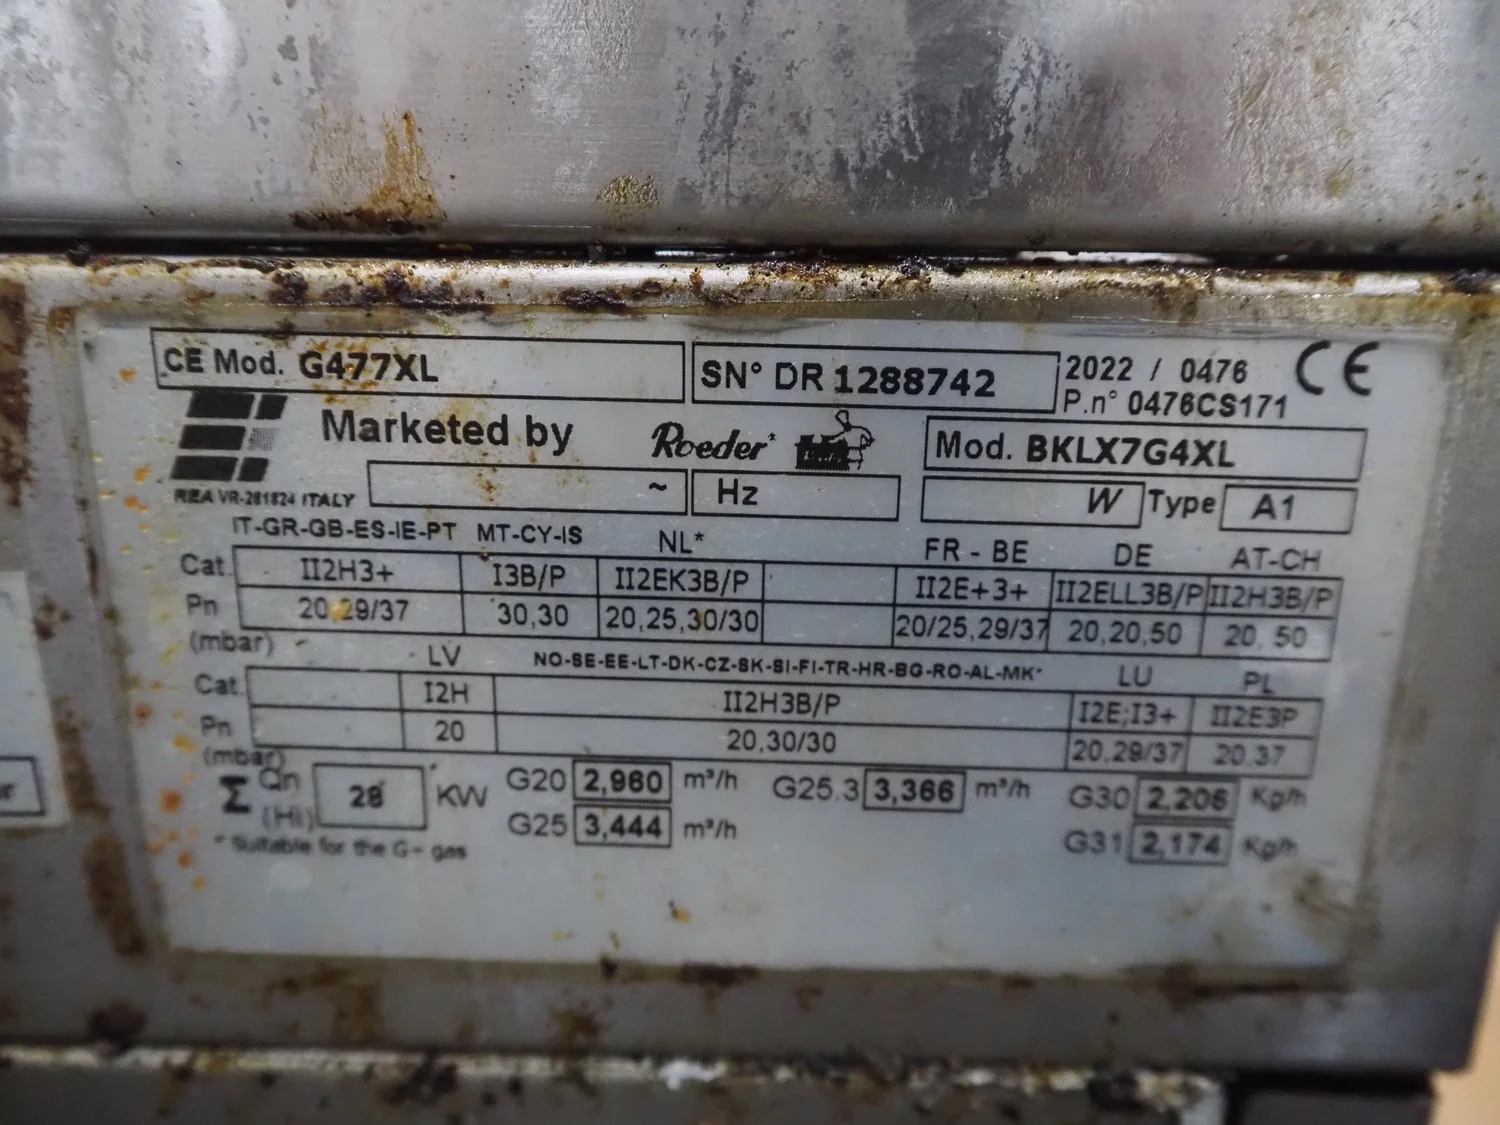 CE Mod. G477XL
SN° DR 1288742
2022 / 0476 CE
P.n° 0476CS171
Marketed by Roeder
Mod. BKLX7G4XL
REA VR-281824 ITALY
~ Hz W Type A1
IT-GR-GB-ES-IE-PT MT-CY-IS NL* FR - BE DE AT-CH
Cat. II2H3+ I3B/P II2EK3B/P II2E+3+ II2ELL3B/P II2H3B/P
Pn 20,29/37 30,30 20,25,30/30 20/25,29/37 20,20,50 20, 50
(mbar)
LV NO-SE-EE-LT-DK-CZ-SK-SI-FI-TR-HR-BG-RO-AL-MK* LU PL
Cat. I2H II2H3B/P I2E;I3+ II2E3P
Pn 20 20,30/30 20,29/37 20,37
(mbar)
Σ Qn 28 KW G20 2,960 m³/h G25.3 3,366 m³/h G30 2,206 Kg/h
(Hi) G25 3,444 m³/h G31 2,174 Kg/h
* Suitable for the G+ gas